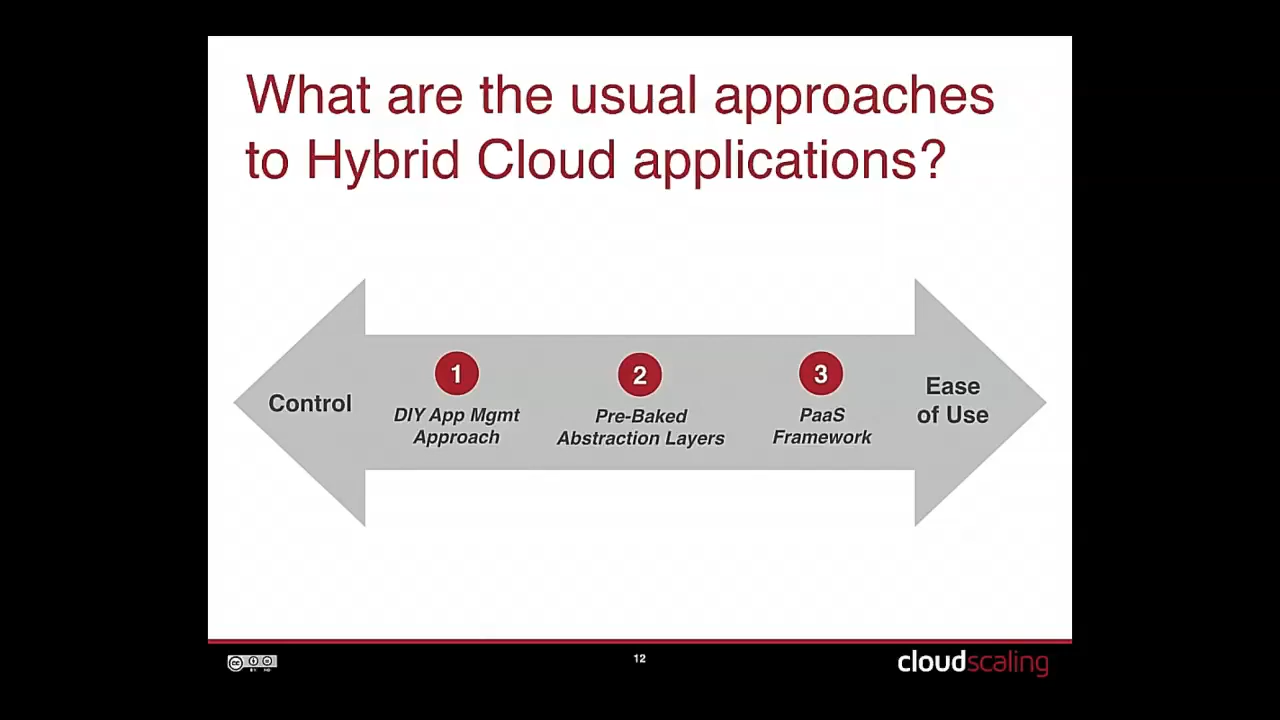 What are the usual approaches
to Hybrid Cloud applications?
Control
1
DIY App Mgmt
Approach
2
Pre-Baked
Abstraction Layers
3
PaaS
Framework
Ease
of Use
cc
12
cloudscaling